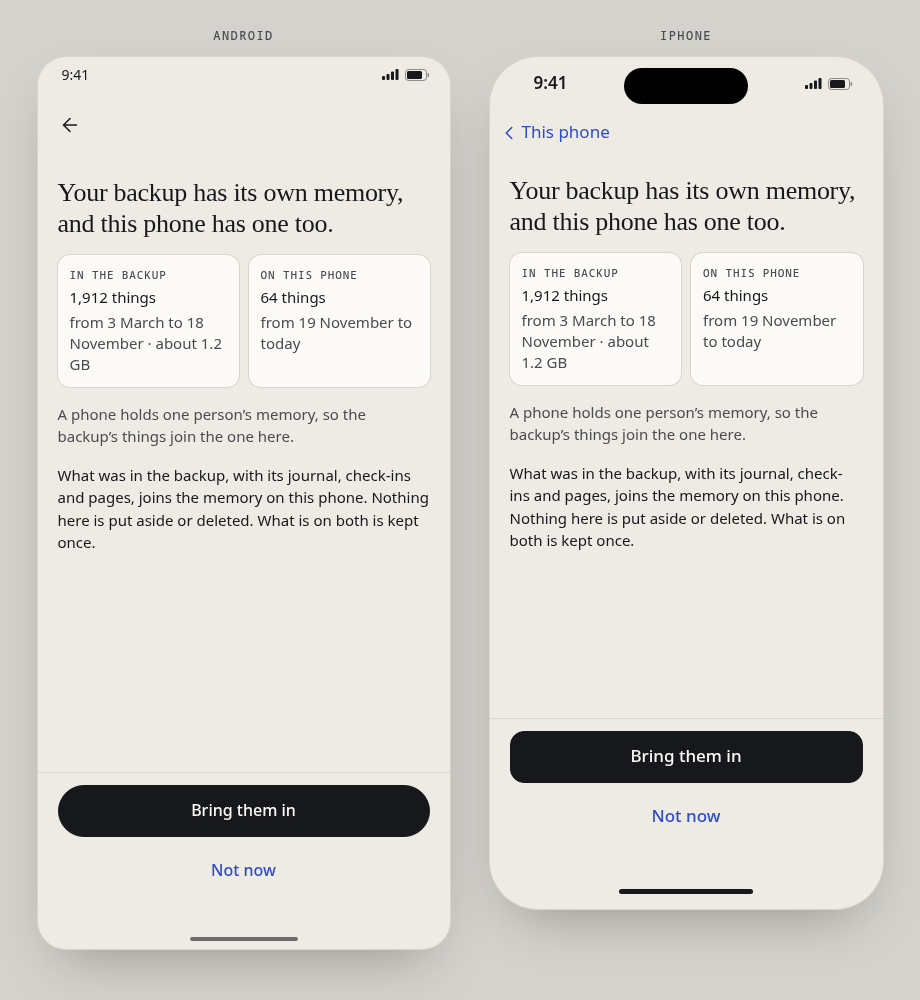 ANDROID
9:41
Your backup has its own memory,
and this phone has one too.
IN THE BACKUP
1,912 things
from 3 March to 18
November · about 1.2
GB
ON THIS PHONE
64 things
from 19 November to
today
A phone holds one person’s memory, so the
backup’s things join the one here.
What was in the backup, with its journal, check-ins
and pages, joins the memory on this phone. Nothing
here is put aside or deleted. What is on both is kept
once.
Bring them in
Not now
IPHONE
9:41
This phone
Your backup has its own memory,
and this phone has one too.
IN THE BACKUP
1,912 things
from 3 March to 18
November · about
1.2 GB
ON THIS PHONE
64 things
from 19 November
to today
A phone holds one person’s memory, so the
backup’s things join the one here.
What was in the backup, with its journal, check-
ins and pages, joins the memory on this phone.
Nothing here is put aside or deleted. What is on
both is kept once.
Bring them in
Not now